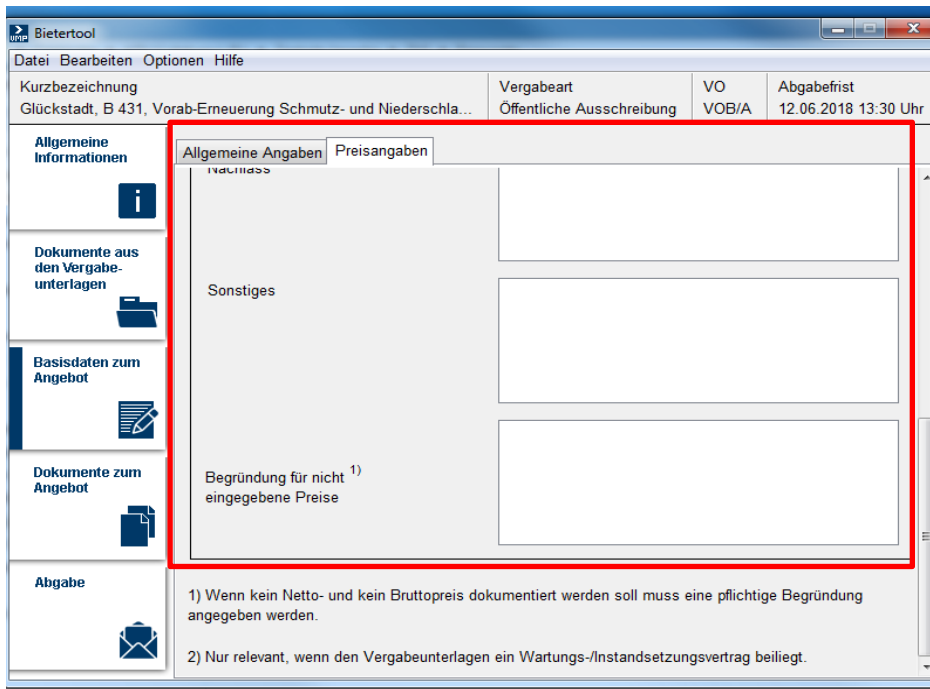 UMP Bietertool
Datei Bearbeiten Optionen Hilfe
Kurzbezeichnung
Glückstadt, B 431, Vorab-Erneuerung Schmutz- und Niederschla...
Vergabeart
Öffentliche Ausschreibung
VO
VOB/A
Abgabefrist
12.06.2018 13:30 Uhr
Allgemeine
Informationen
i
Dokumente aus
den Vergabe-
unterlagen
Basisdaten zum
Angebot
Dokumente zum
Angebot
Abgabe
Allgemeine Angaben Preisangaben
Nachlass
Sonstiges
Begründung für nicht 1)
eingegebene Preise
1) Wenn kein Netto- und kein Bruttopreis dokumentiert werden soll muss eine pflichtige Begründung
angegeben werden.
2) Nur relevant, wenn den Vergabeunterlagen ein Wartungs-/Instandsetzungsvertrag beiliegt.